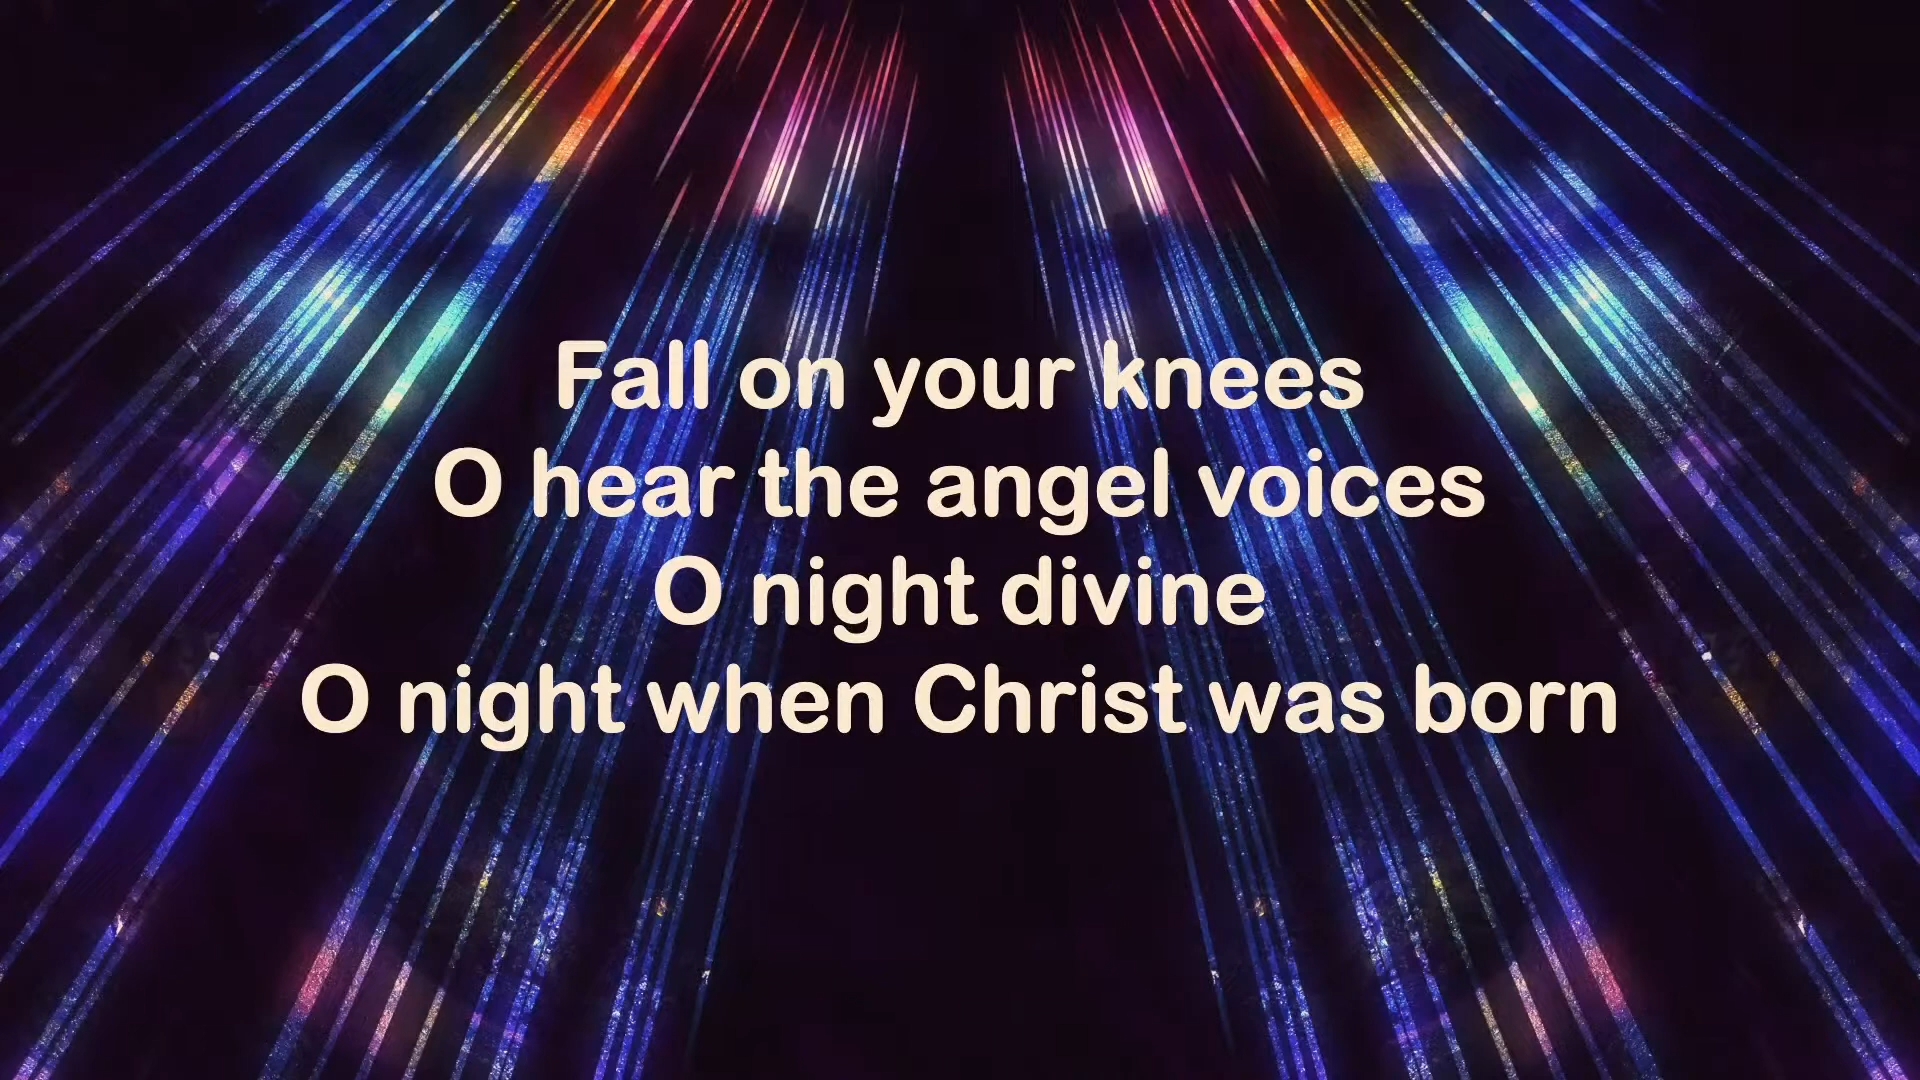 Fall on your knees
O hear the angel voices
O night divine
O night when Christ was born